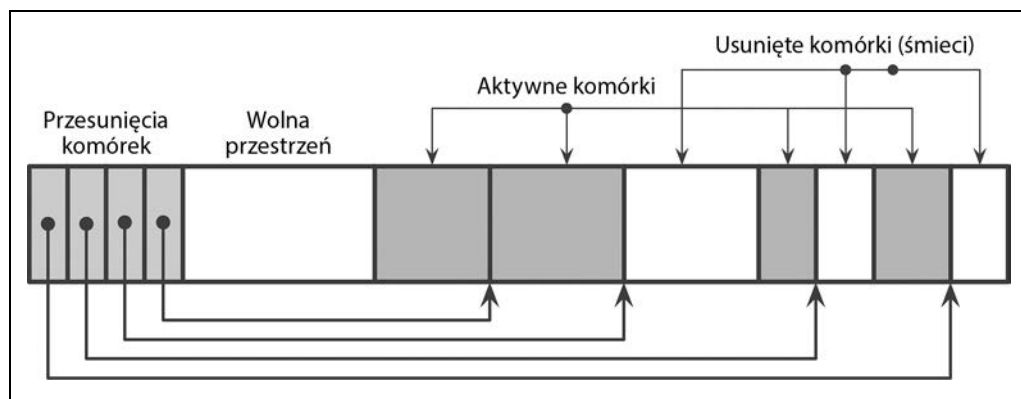 Usunięte komórki (śmieci)
Aktywne komórki
Przesunięcia
komórek
Wolna
przestrzeń